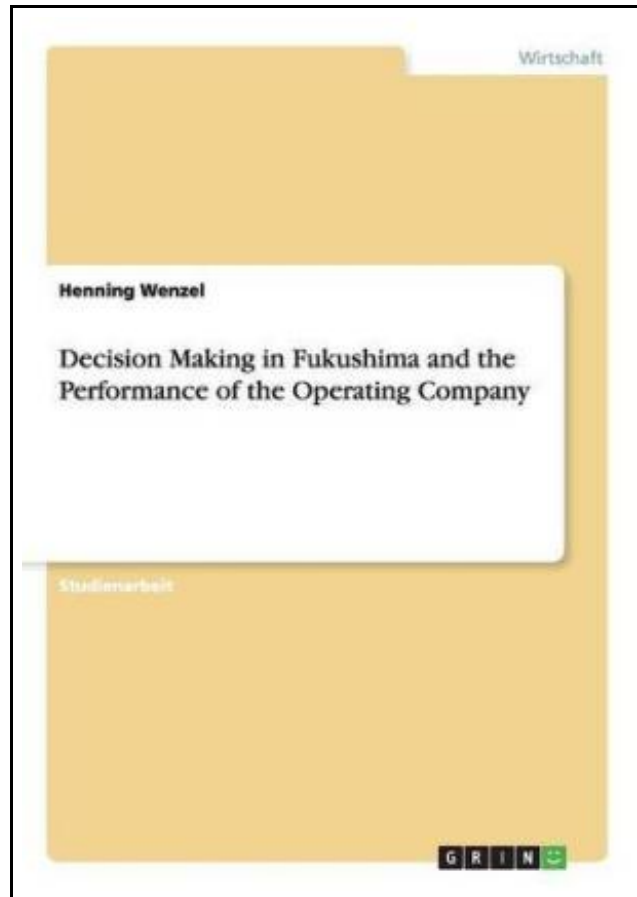 Wirtschaft
Henning Wenzel
Decision Making in Fukushima and the
Performance of the Operating Company
Studienarbeit
GRIN